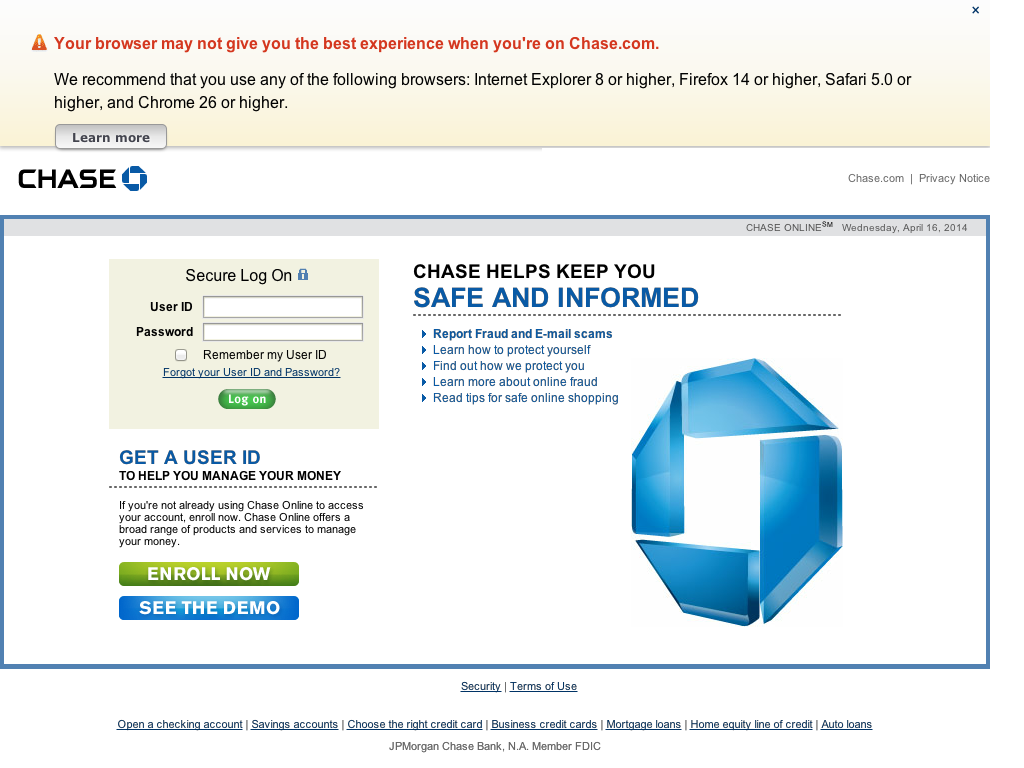 ×
Your browser may not give you the best experience when you're on Chase.com.
We recommend that you use any of the following browsers: Internet Explorer 8 or higher, Firefox 14 or higher, Safari 5.0 or
higher, and Chrome 26 or higher.
Learn more
CHASE
Chase.com | Privacy Notice
CHASE ONLINE℠ Wednesday, April 16, 2014
Secure Log On
User ID
Password
Remember my User ID
Forgot your User ID and Password?
Log on
GET A USER ID
TO HELP YOU MANAGE YOUR MONEY
If you're not already using Chase Online to access
your account, enroll now. Chase Online offers a
broad range of products and services to manage
your money.
ENROLL NOW
SEE THE DEMO
CHASE HELPS KEEP YOU
SAFE AND INFORMED
Report Fraud and E-mail scams
Learn how to protect yourself
Find out how we protect you
Learn more about online fraud
Read tips for safe online shopping
Security | Terms of Use
Open a checking account | Savings accounts | Choose the right credit card | Business credit cards | Mortgage loans | Home equity line of credit | Auto loans
JPMorgan Chase Bank, N.A. Member FDIC